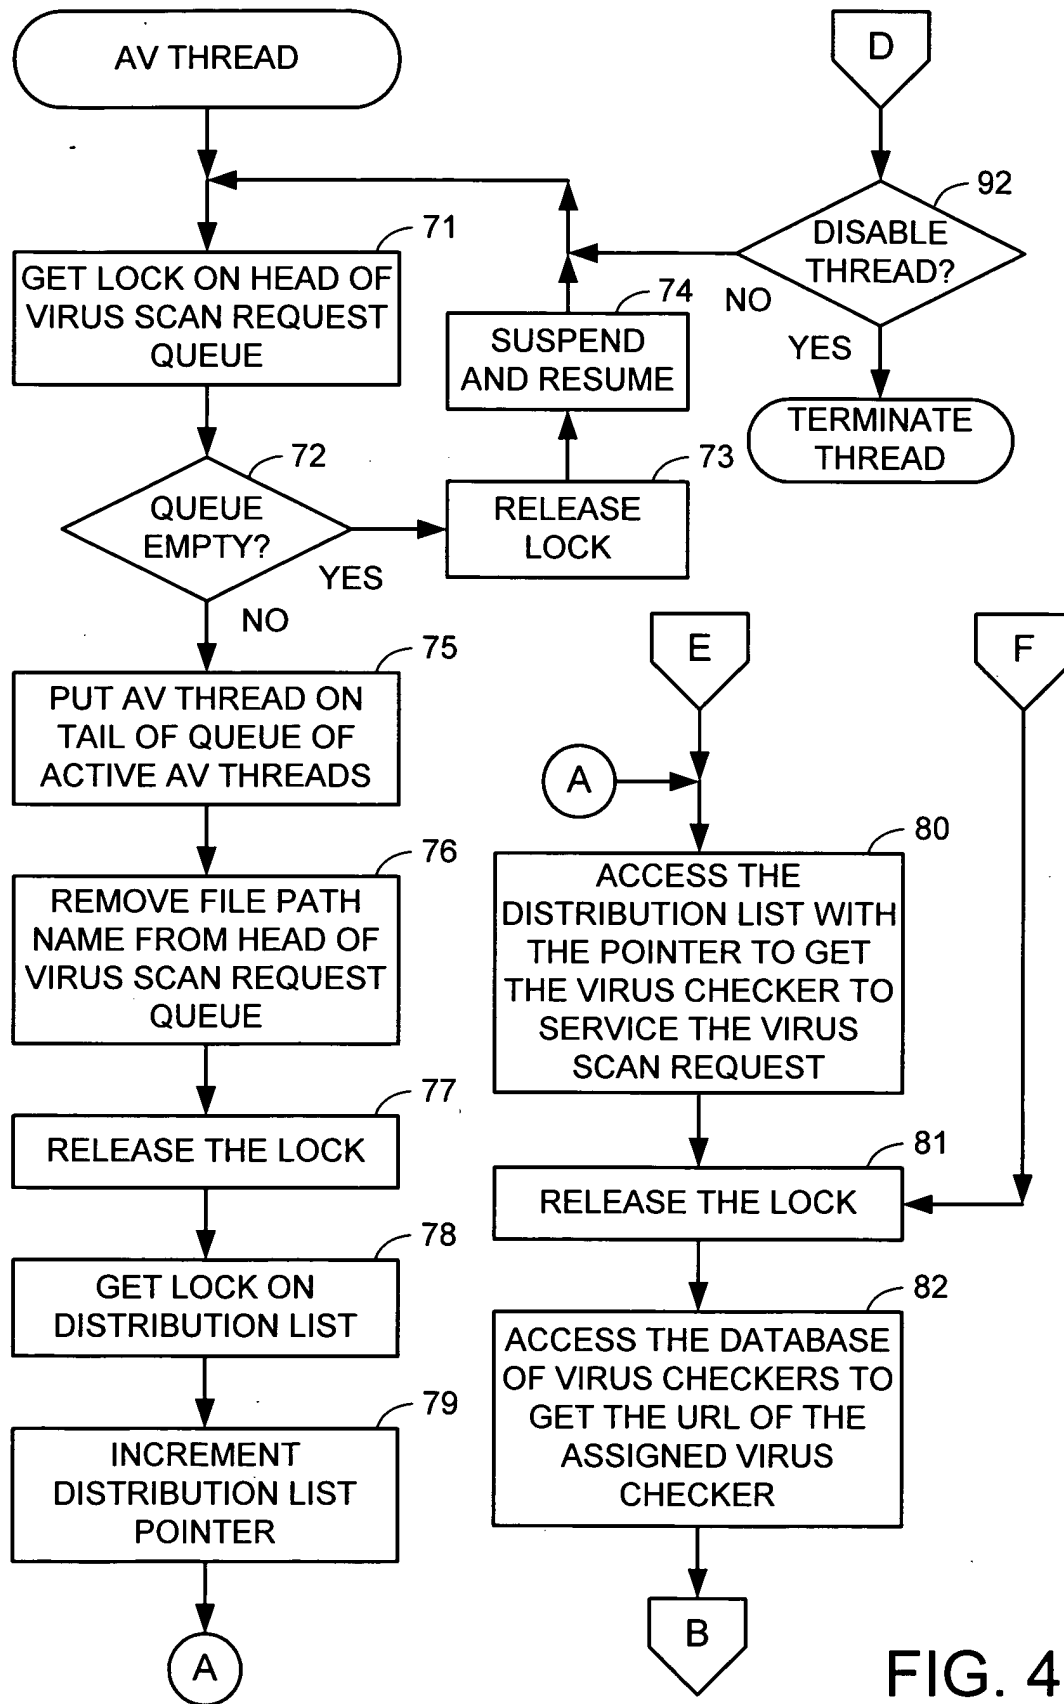 AV THREAD
71
GET LOCK ON HEAD OF
VIRUS SCAN REQUEST
QUEUE
72
QUEUE
EMPTY?
YES
NO
73
RELEASE
LOCK
74
SUSPEND
AND RESUME
D
92
DISABLE
THREAD?
NO
YES
TERMINATE
THREAD
75
PUT AV THREAD ON
TAIL OF QUEUE OF
ACTIVE AV THREADS
76
REMOVE FILE PATH
NAME FROM HEAD OF
VIRUS SCAN REQUEST
QUEUE
77
RELEASE THE LOCK
78
GET LOCK ON
DISTRIBUTION LIST
79
INCREMENT
DISTRIBUTION LIST
POINTER
A
E
F
A
80
ACCESS THE
DISTRIBUTION LIST WITH
THE POINTER TO GET
THE VIRUS CHECKER TO
SERVICE THE VIRUS
SCAN REQUEST
81
RELEASE THE LOCK
82
ACCESS THE DATABASE
OF VIRUS CHECKERS TO
GET THE URL OF THE
ASSIGNED VIRUS
CHECKER
B
FIG. 4